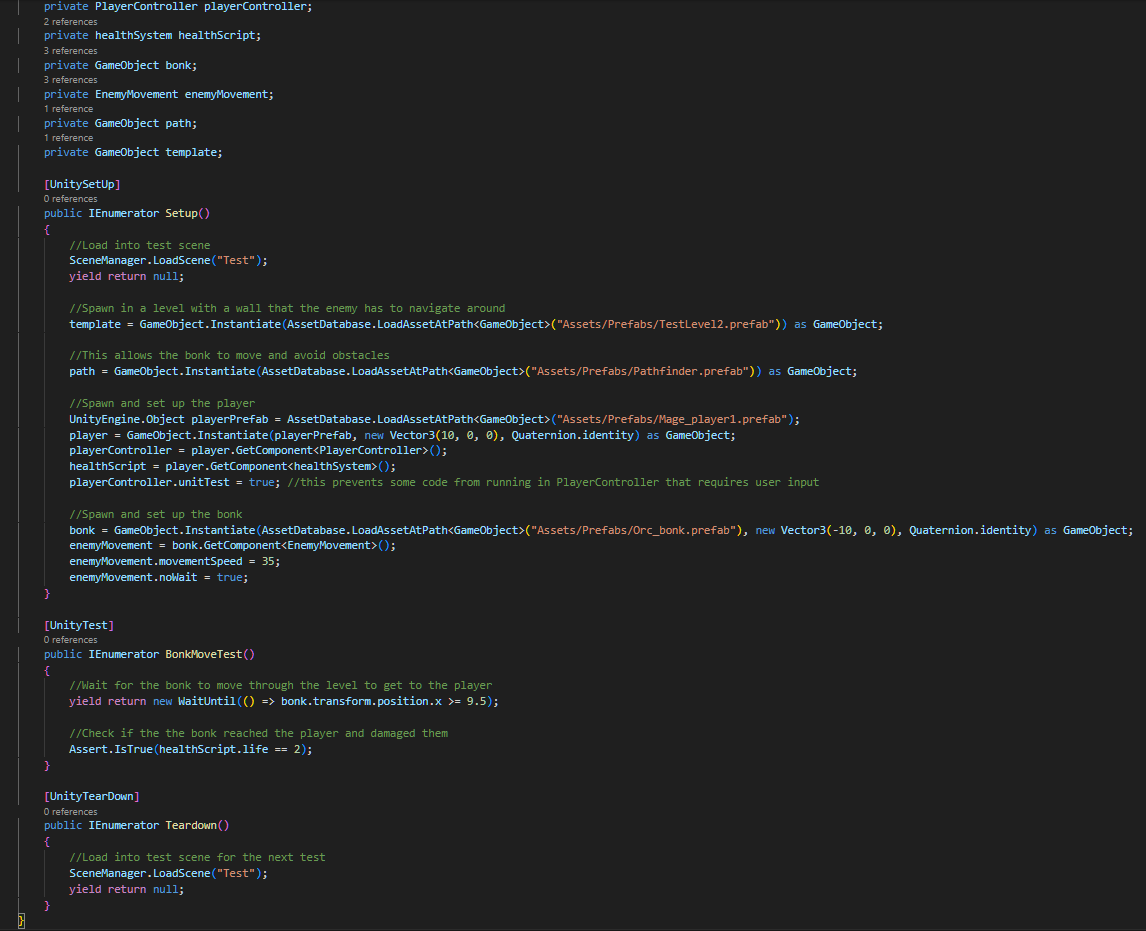 private PlayerController playerController;
2 references
private healthSystem healthScript;
3 references
private GameObject bonk;
3 references
private EnemyMovement enemyMovement;
1 reference
private GameObject path;
1 reference
private GameObject template;
[UnitySetUp]
0 references
public IEnumerator Setup()
{
//Load into test scene
SceneManager.LoadScene("Test");
yield return null;
//Spawn in a level with a wall that the enemy has to navigate around
template = GameObject.Instantiate(AssetDatabase.LoadAssetAtPath<GameObject>("Assets/Prefabs/TestLevel2.prefab")) as GameObject;
//This allows the bonk to move and avoid obstacles
path = GameObject.Instantiate(AssetDatabase.LoadAssetAtPath<GameObject>("Assets/Prefabs/Pathfinder.prefab")) as GameObject;
//Spawn and set up the player
UnityEngine.Object playerPrefab = AssetDatabase.LoadAssetAtPath<GameObject>("Assets/Prefabs/Mage_player1.prefab");
player = GameObject.Instantiate(playerPrefab, new Vector3(10, 0, 0), Quaternion.identity) as GameObject;
playerController = player.GetComponent<PlayerController>();
healthScript = player.GetComponent<healthSystem>();
playerController.unitTest = true; //this prevents some code from running in PlayerController that requires user input
//Spawn and set up the bonk
bonk = GameObject.Instantiate(AssetDatabase.LoadAssetAtPath<GameObject>("Assets/Prefabs/Orc_bonk.prefab"), new Vector3(-10, 0, 0), Quaternion.identity) as GameObject;
enemyMovement = bonk.GetComponent<EnemyMovement>();
enemyMovement.movementSpeed = 35;
enemyMovement.noWait = true;
}
[UnityTest]
0 references
public IEnumerator BonkMoveTest()
{
//Wait for the bonk to move through the level to get to the player
yield return new WaitUntil(() => bonk.transform.position.x >= 9.5);
//Check if the the bonk reached the player and damaged them
Assert.IsTrue(healthScript.life == 2);
}
[UnityTearDown]
0 references
public IEnumerator Teardown()
{
//Load into test scene for the next test
SceneManager.LoadScene("Test");
yield return null;
}
}